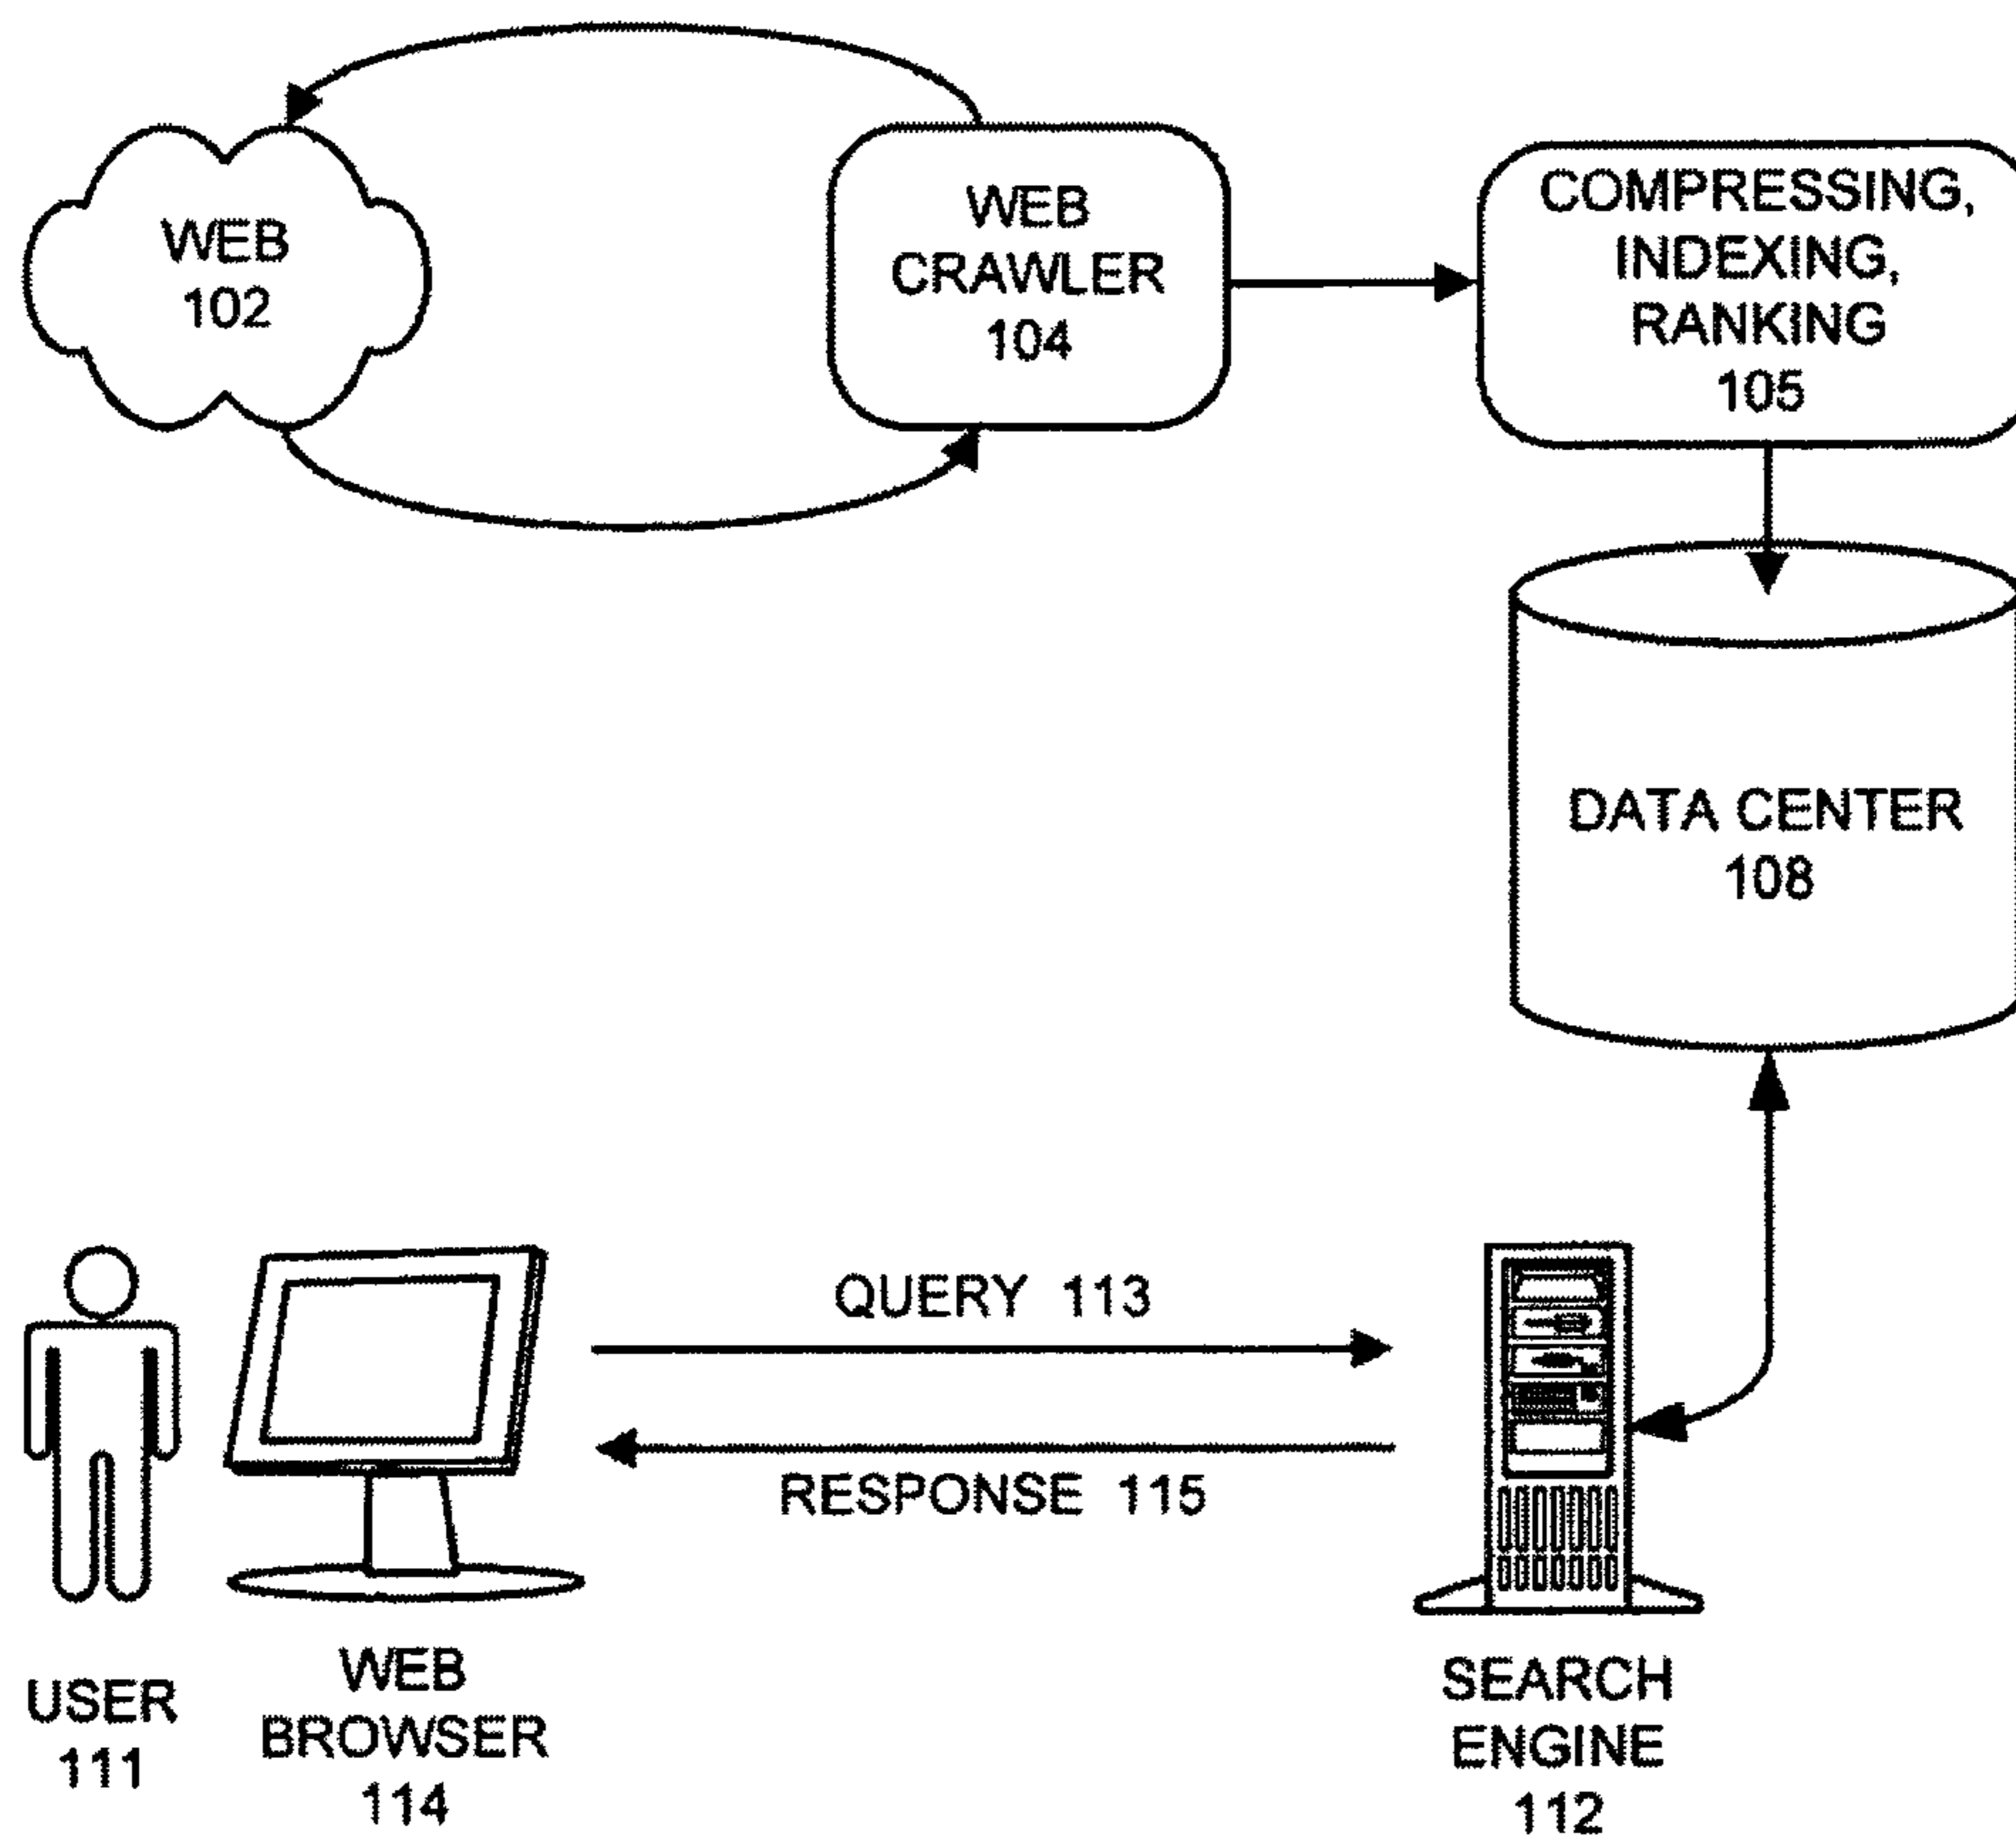 WEB
102
WEB
CRAWLER
104
COMPRESSING,
INDEXING,
RANKING
105
DATA CENTER
108
QUERY 113
RESPONSE 115
USER
111
WEB
BROWSER
114
SEARCH
ENGINE
112